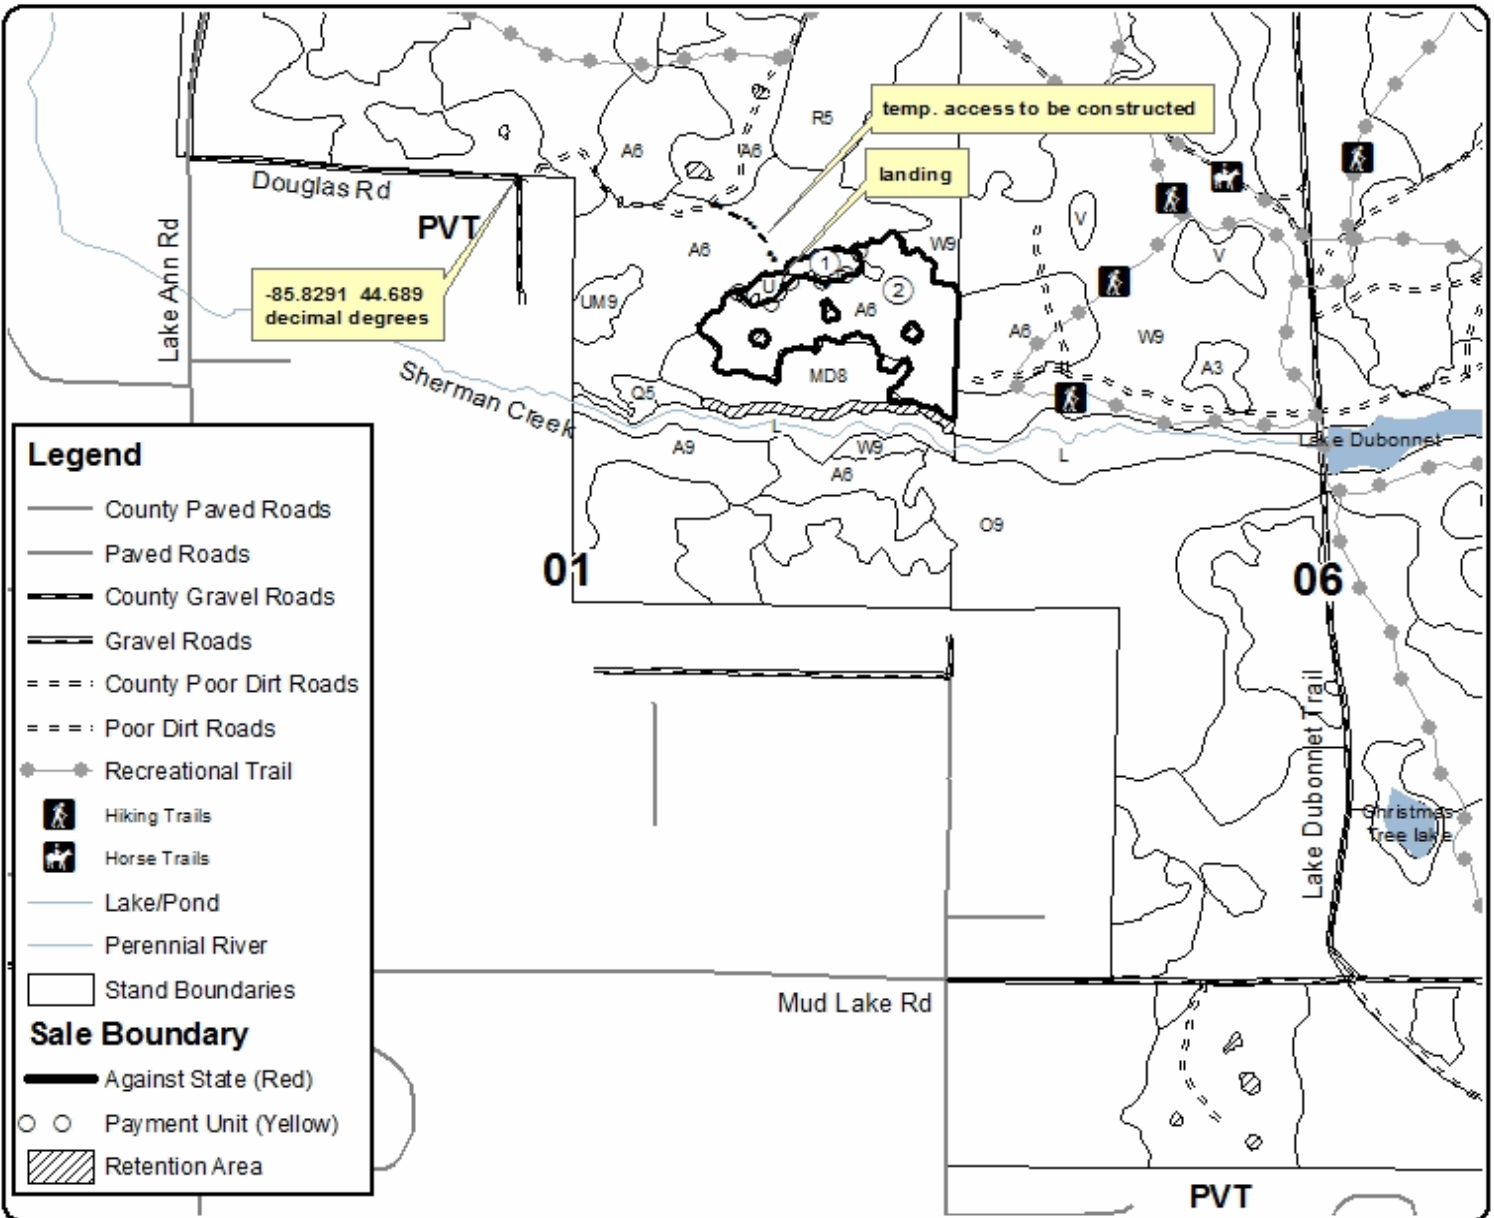 temp. access to be constructed
R5
A6
A6
landing
Douglas Rd
PVT
V
A6
W9
V
Lake Ann Rd
1
U
2
-85.8291 44.689
decimal degrees
UM9
A6
A6
W9
A3
MD8
Sherman Creek
Q5
L
Lake Dubonnet
A9
W9
L
A6
O9
01
06
Lake Dubonnet Trail
Christmas
Tree lake
Mud Lake Rd
PVT
Legend
County Paved Roads
Paved Roads
County Gravel Roads
Gravel Roads
County Poor Dirt Roads
Poor Dirt Roads
Recreational Trail
Hiking Trails
Horse Trails
Lake/Pond
Perennial River
Stand Boundaries
Sale Boundary
Against State (Red)
Payment Unit (Yellow)
Retention Area